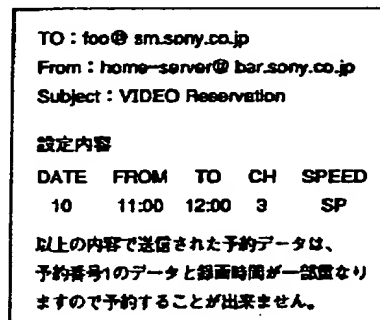 TO：foo@ sm.sony.co.jp
From：home-server@ bar.sony.co.jp
Subject：VIDEO Reservation
設定内容
DATE FROM TO CH SPEED
10 11:00 12:00 3 SP
以上の内容で送信された予約データは、
予約番号1のデータと録画時間が一部重なり
ますので予約することが出来ません。